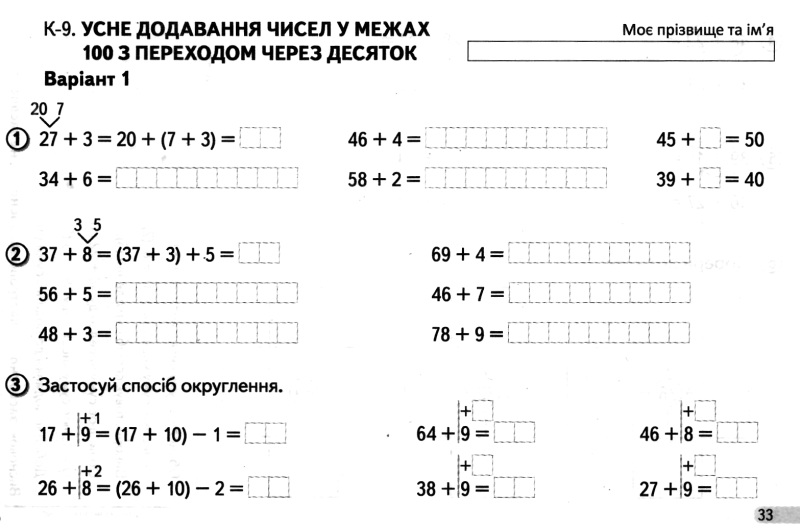 К-9. УСНЕ ДОДАВАННЯ ЧИСЕЛ У МЕЖАХ
100 З ПЕРЕХОДОМ ЧЕРЕЗ ДЕСЯТОК
Моє прізвище та ім’я
Варіант 1
20 7
1 27 + 3 = 20 + (7 + 3) = 46 + 4 = 45 + = 50
34 + 6 = 58 + 2 = 39 + = 40
3 5
2 37 + 8 = (37 + 3) + 5 = 69 + 4 =
56 + 5 = 46 + 7 =
48 + 3 = 78 + 9 =
3 Застосуй спосіб округлення.
+1 + +
17 + 9 = (17 + 10) − 1 = 64 + 9 = 46 + 8 =
+2 + +
26 + 8 = (26 + 10) − 2 = 38 + 9 = 27 + 9 =
33